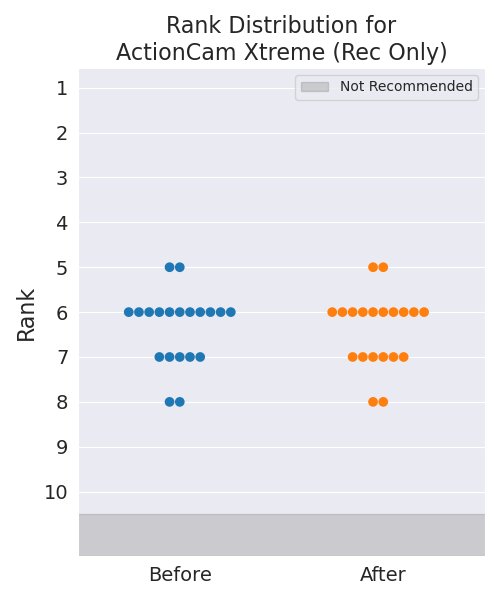 Rank Distribution for
ActionCam Xtreme (Rec Only)
Not Recommended
Rank
1
2
3
4
5
6
7
8
9
10
Before
After